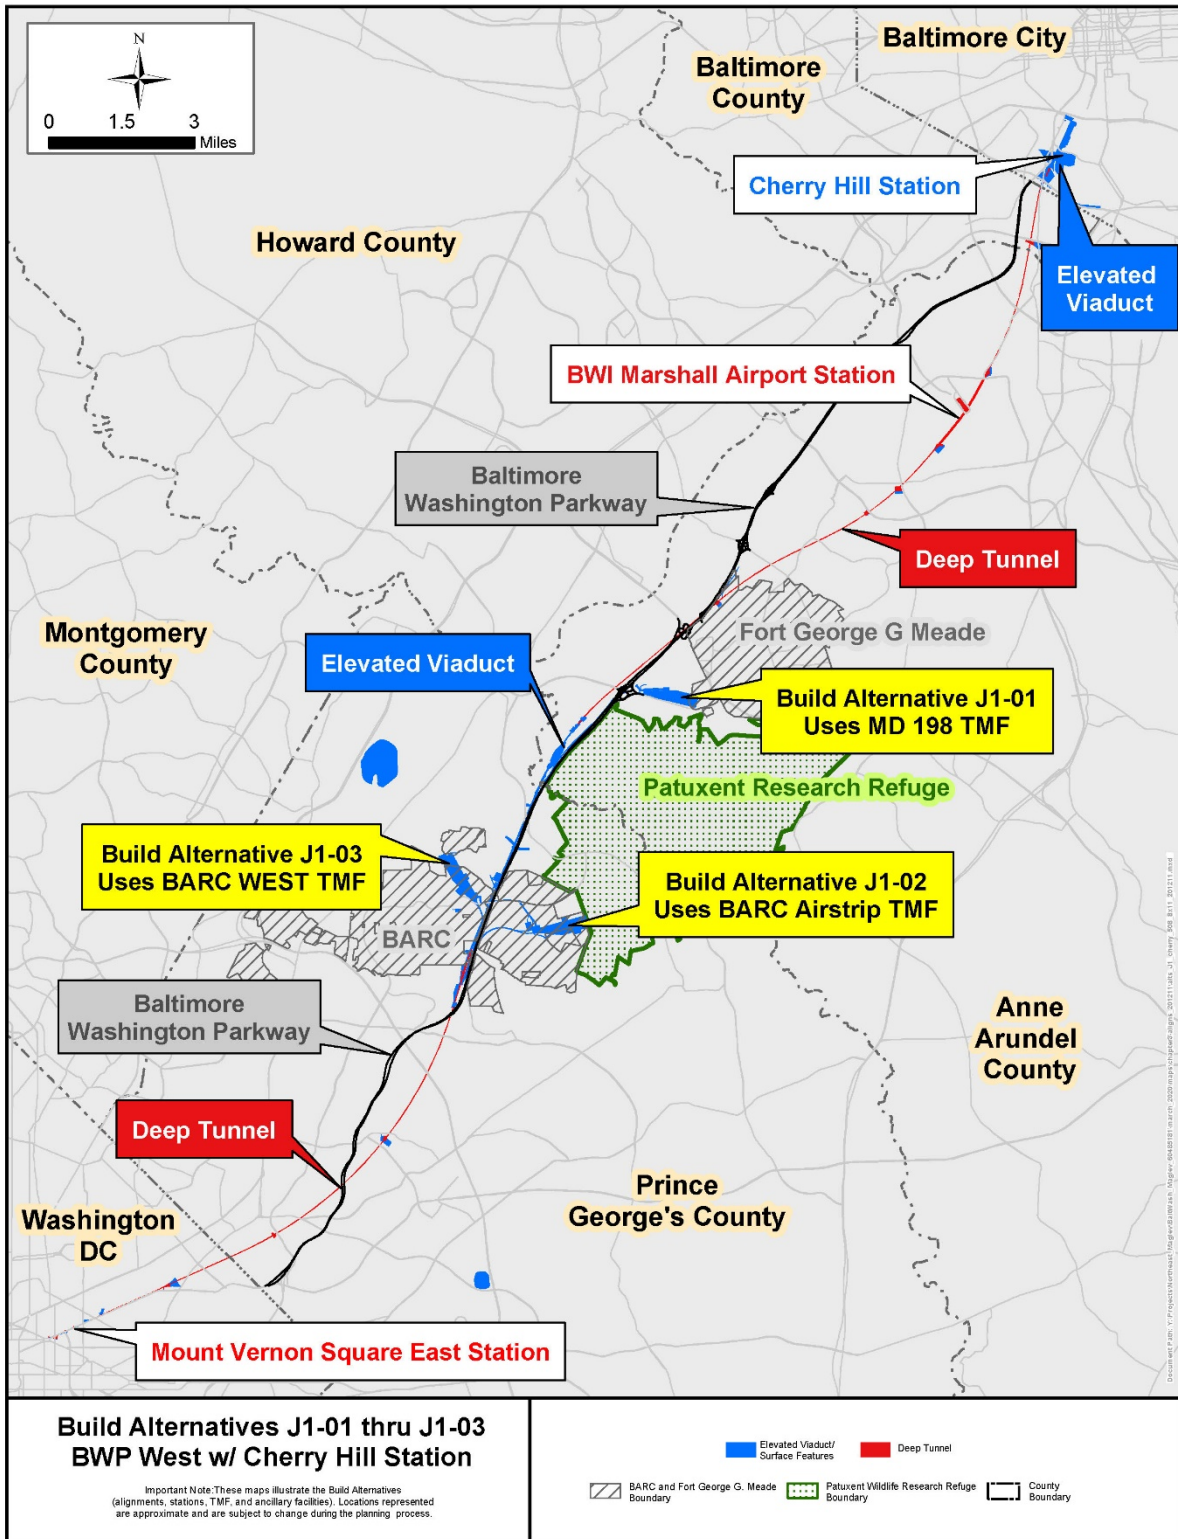 N
0 1.5 3
Miles
Baltimore City
Baltimore
County
Cherry Hill Station
Howard County
Elevated
Viaduct
BWI Marshall Airport Station
Baltimore
Washington Parkway
Deep Tunnel
Fort George G Meade
Montgomery
County
Elevated Viaduct
Build Alternative J1-01
Uses MD 198 TMF
Patuxent Research Refuge
Build Alternative J1-03
Uses BARC WEST TMF
Build Alternative J1-02
Uses BARC Airstrip TMF
BARC
Baltimore
Washington Parkway
Anne
Arundel
County
Deep Tunnel
Prince
George's County
Washington
DC
Mount Vernon Square East Station
Build Alternatives J1-01 thru J1-03
BWP West w/ Cherry Hill Station
Important Note:These maps illustrate the Build Alternatives
(alignments, stations, TMF, and ancillary facilities). Locations represented
are approximate and are subject to change during the planning process.
Elevated Viaduct/
Surface Features
Deep Tunnel
BARC and Fort George G. Meade
Boundary
Patuxent Wildlife Research Refuge
Boundary
County
Boundary